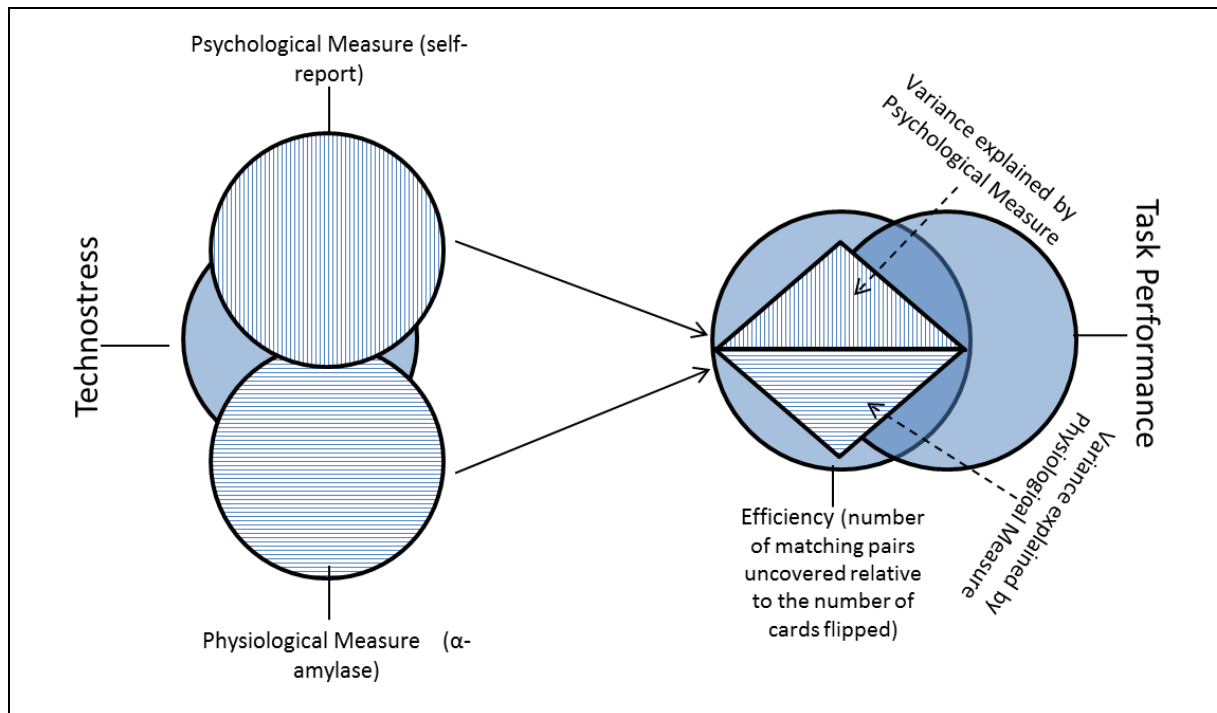 Psychological Measure (self-
report)
Technostress
Physiological Measure (α-
amylase)
Variance explained by
Psychological Measure
Task Performance
Variance explained by
Physiological Measure
Efficiency (number
of matching pairs
uncovered relative
to the number of
cards flipped)